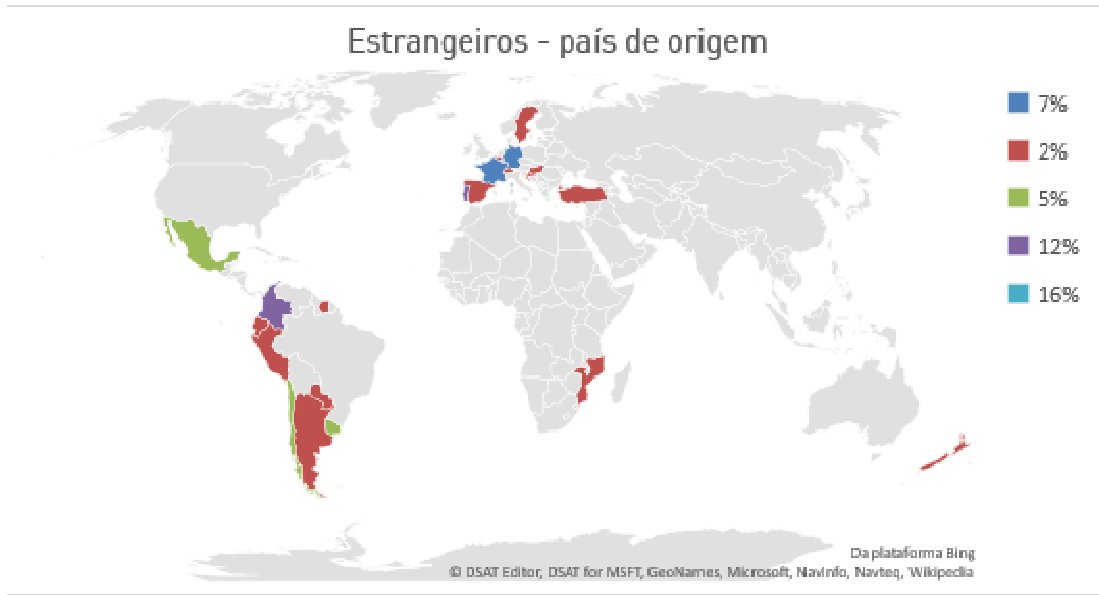 Estrangeiros - país de origem
7%
2%
5%
12%
16%
Da plataforma Bing
© DSAT Editor, DSAT for MSFT, GeoNames, Microsoft, NavInfo, Navteq, Wikipedia